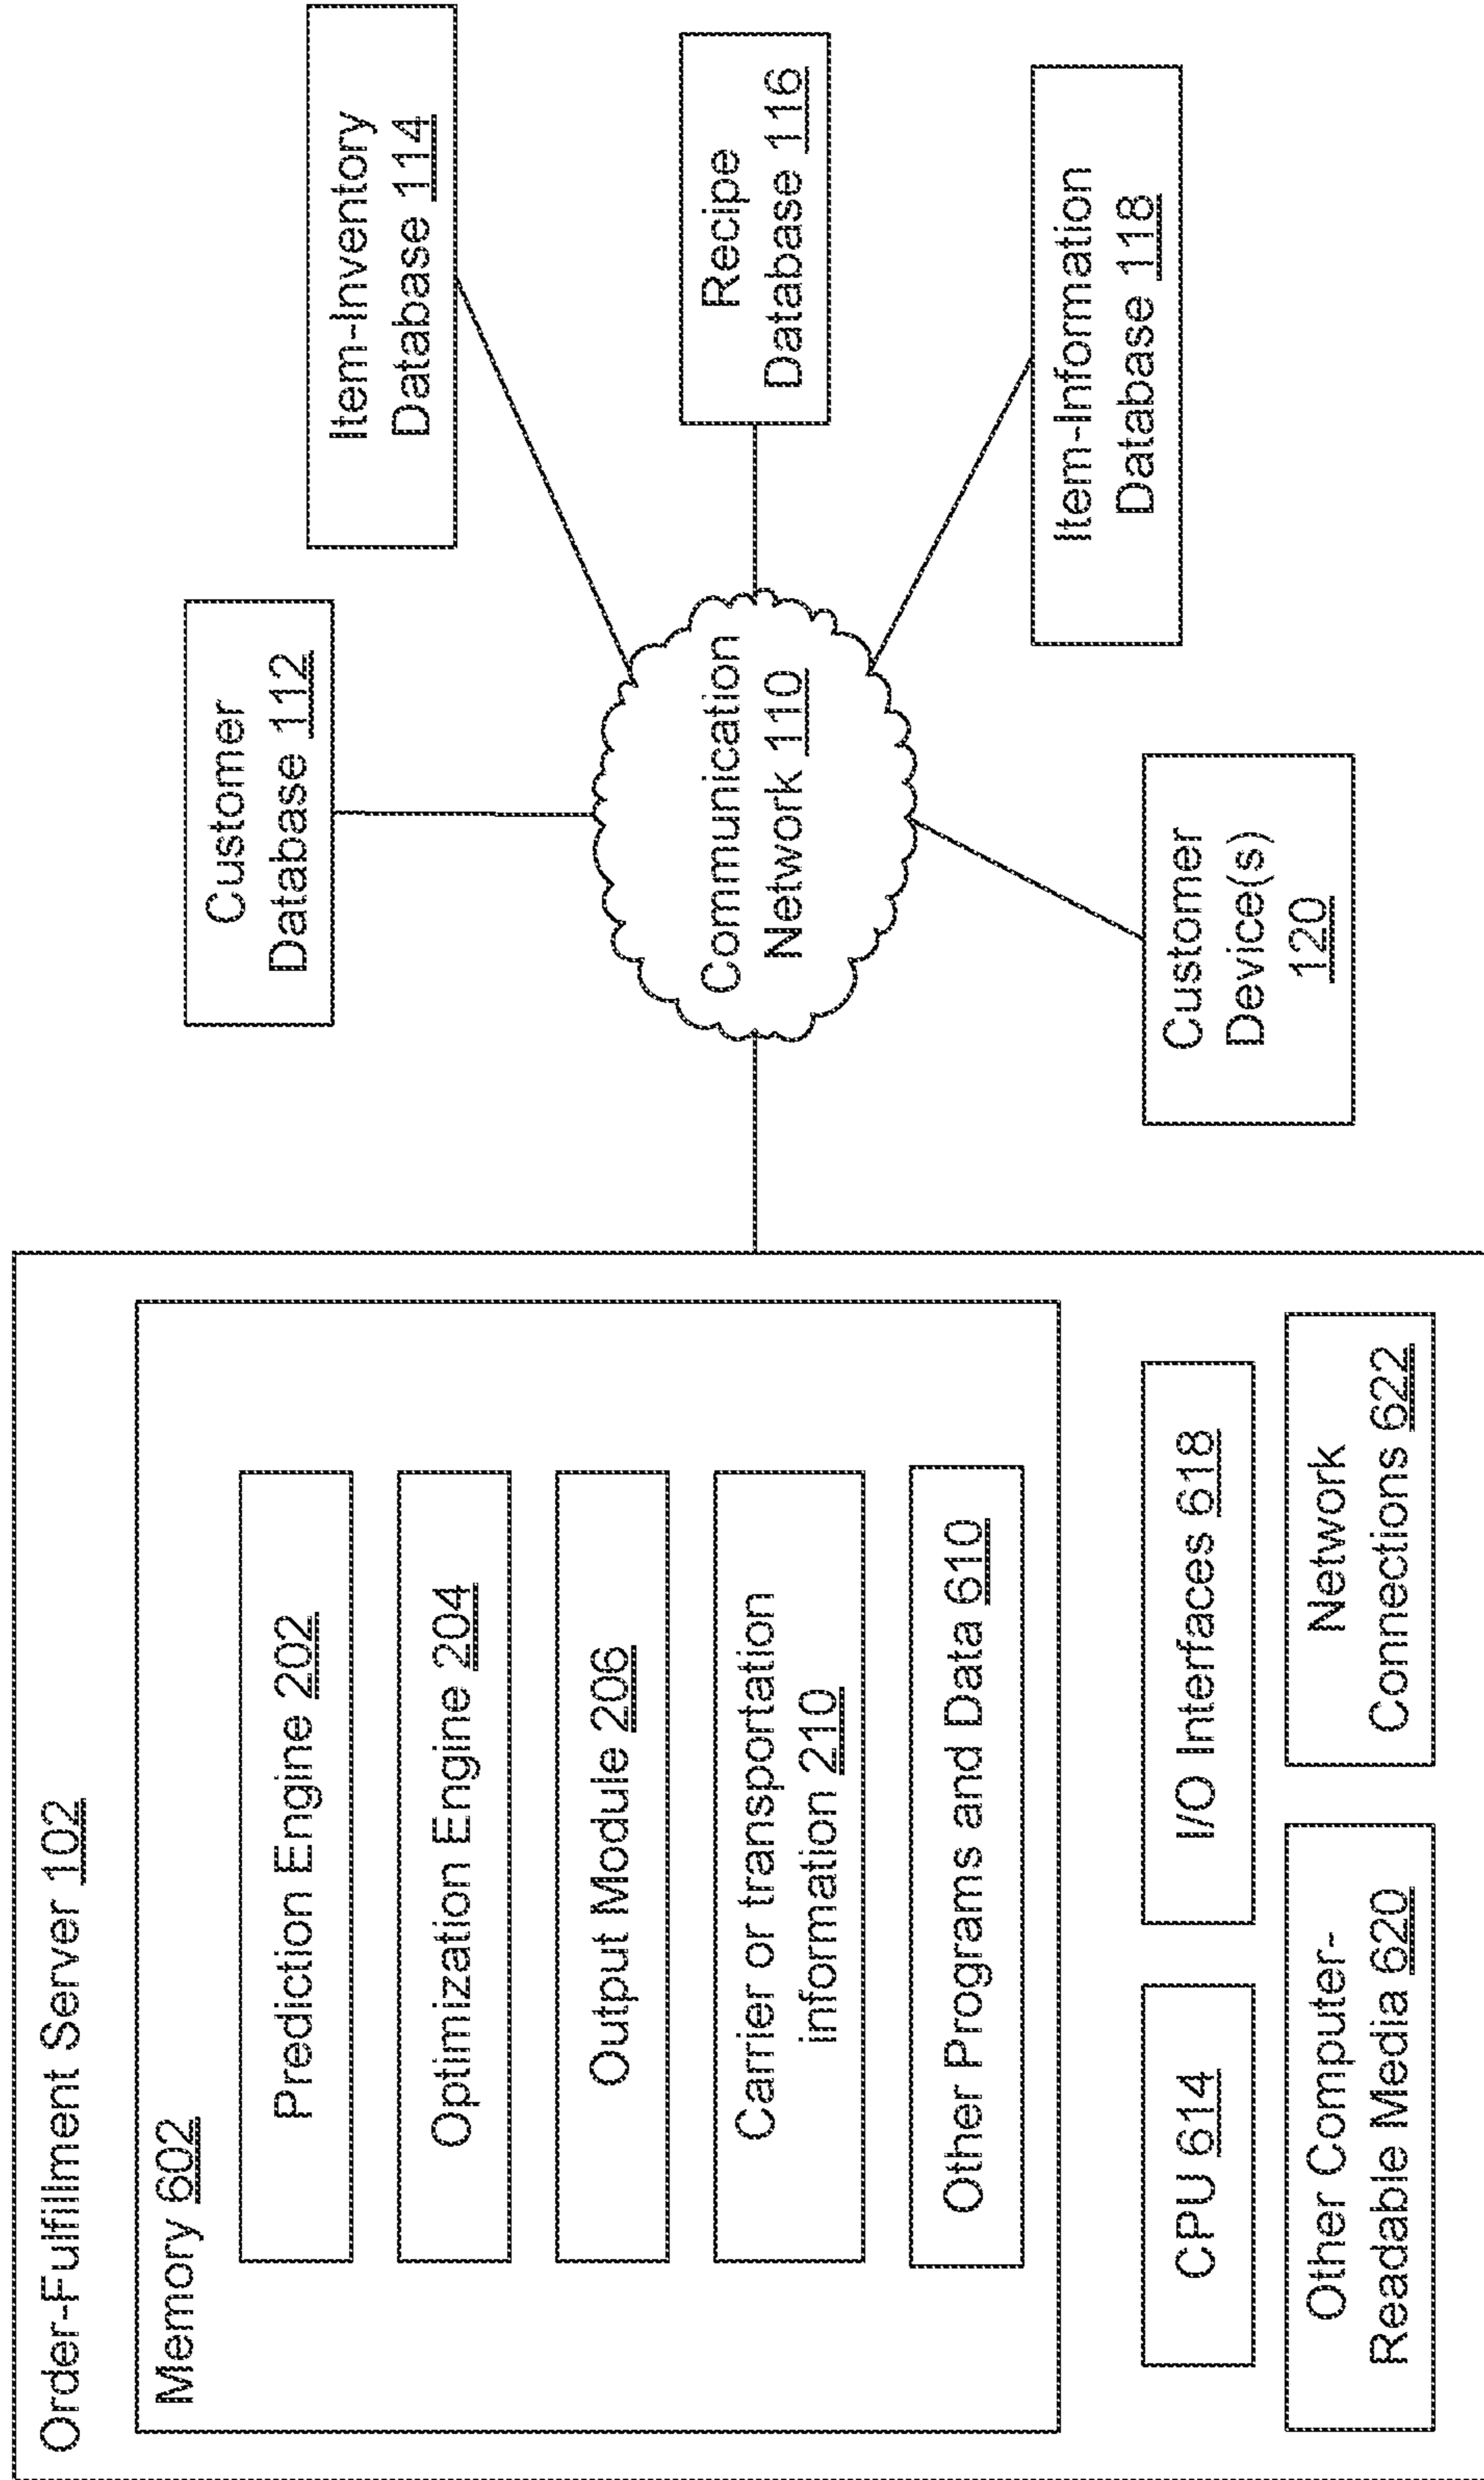 Order-Fulfillment Server 102
Memory 602
Prediction Engine 202
Optimization Engine 204
Output Module 206
Carrier or transportation
information 210
Other Programs and Data 610
CPU 614
I/O Interfaces 618
Other Computer-
Readable Media 620
Network
Connections 622
Customer
Database 112
Item-Inventory
Database 114
Communication
Network 110
Recipe
Database 116
Item-Information
Database 118
Customer
Device(s)
120